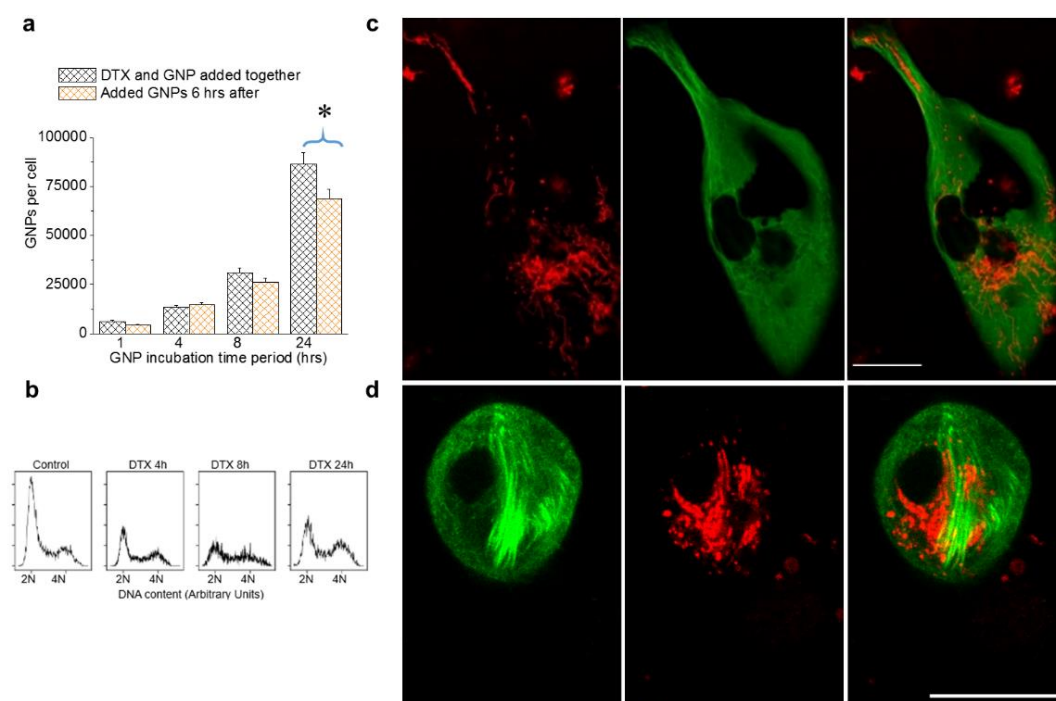 a
DTX and GNP added together
Added GNPs 6 hrs after
*
100000
75000
50000
25000
0
GNPs per cell
1 4 8 24
GNP incubation time period (hrs)
b
Control DTX 4h DTX 8h DTX 24h
2N 4N 2N 4N 2N 4N 2N 4N
DNA content (Arbitrary Units)
c
d